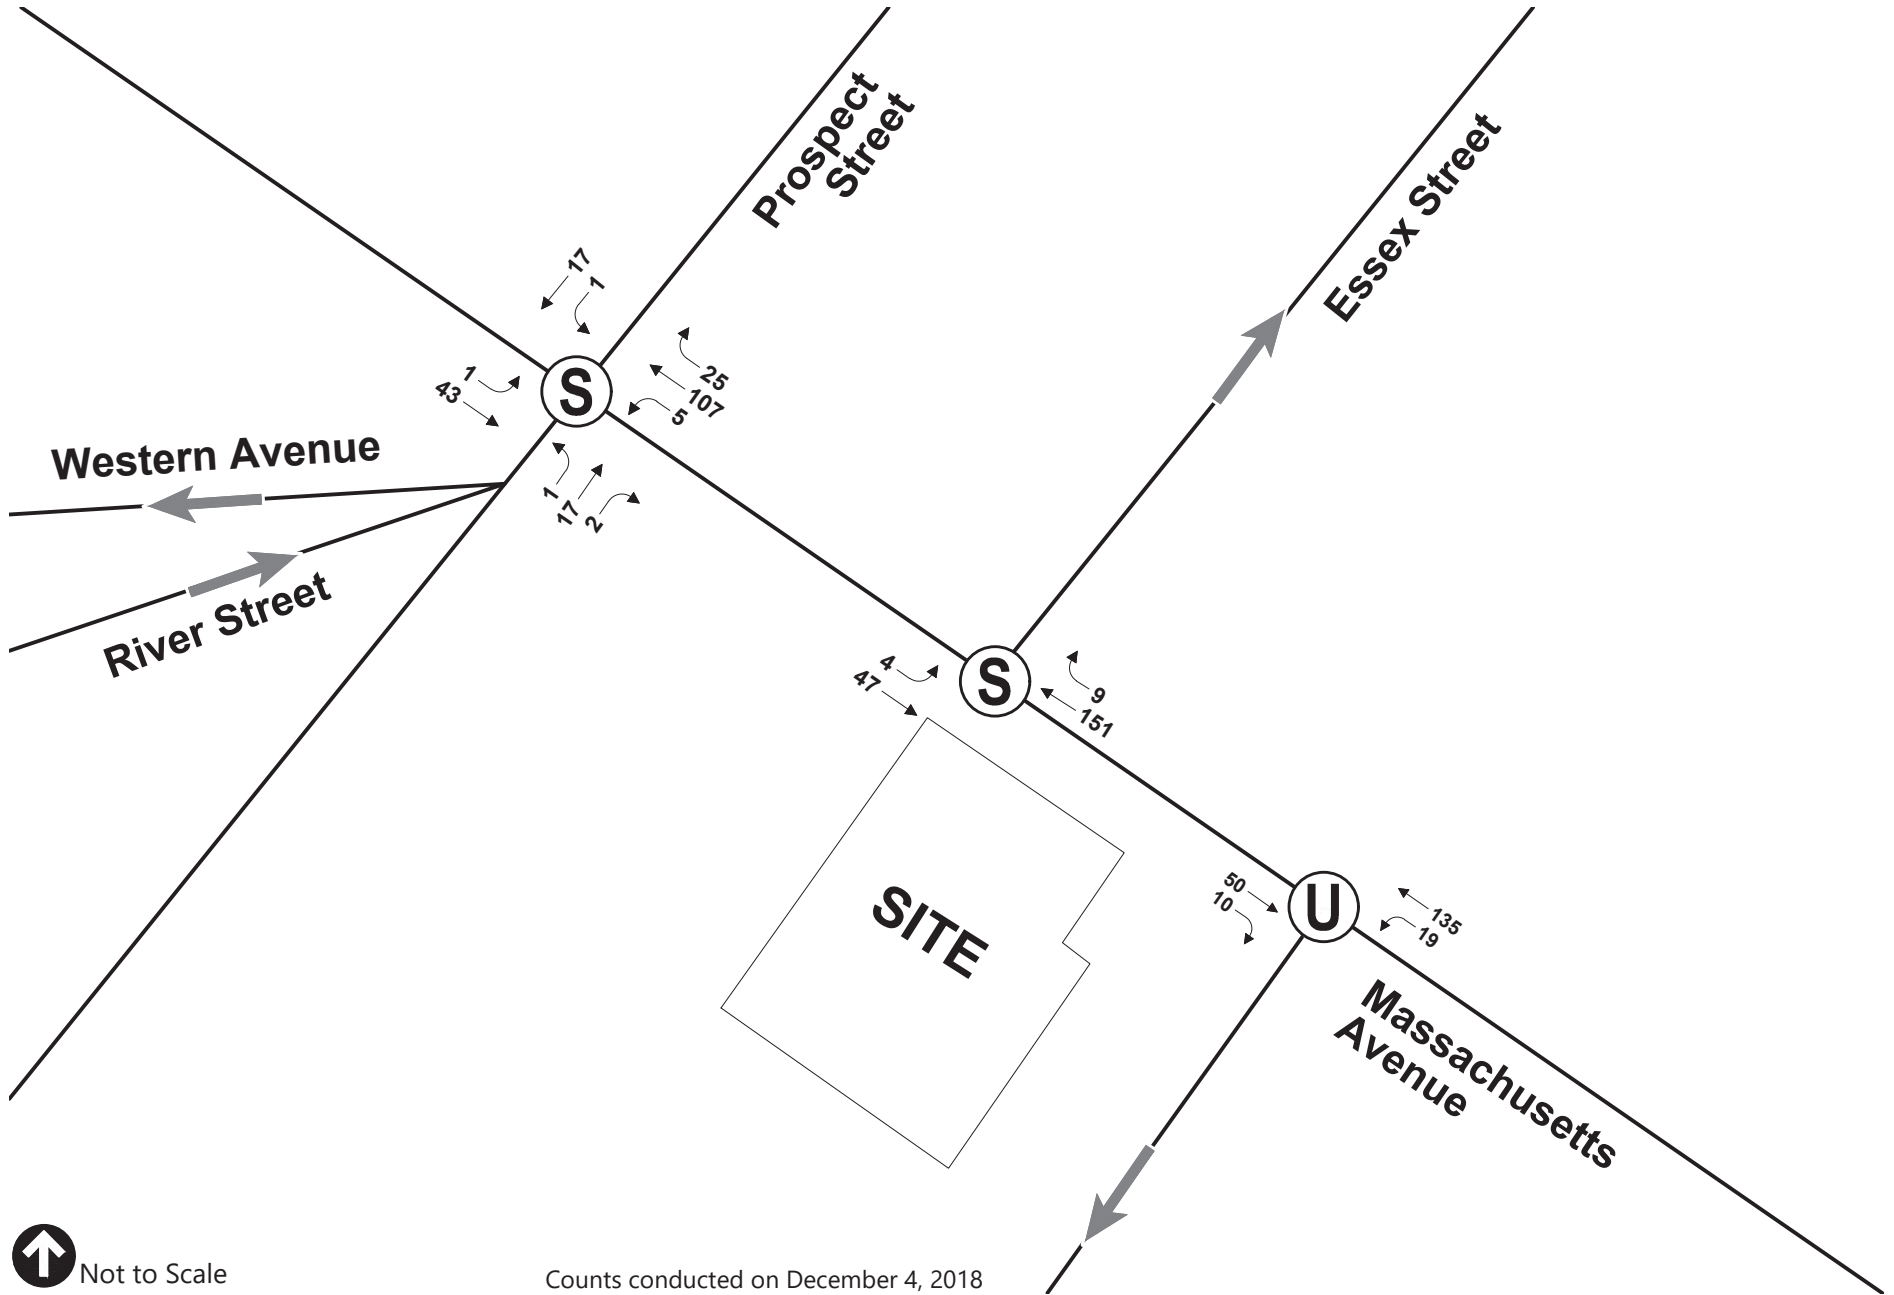 Prospect
Street
Essex Street
17
1
25
107
5
1
43
S
Western Avenue
1
17
2
River Street
4
47
S
9
151
50
10
U
135
19
SITE
Massachusetts
Avenue
Not to Scale
Counts conducted on December 4, 2018